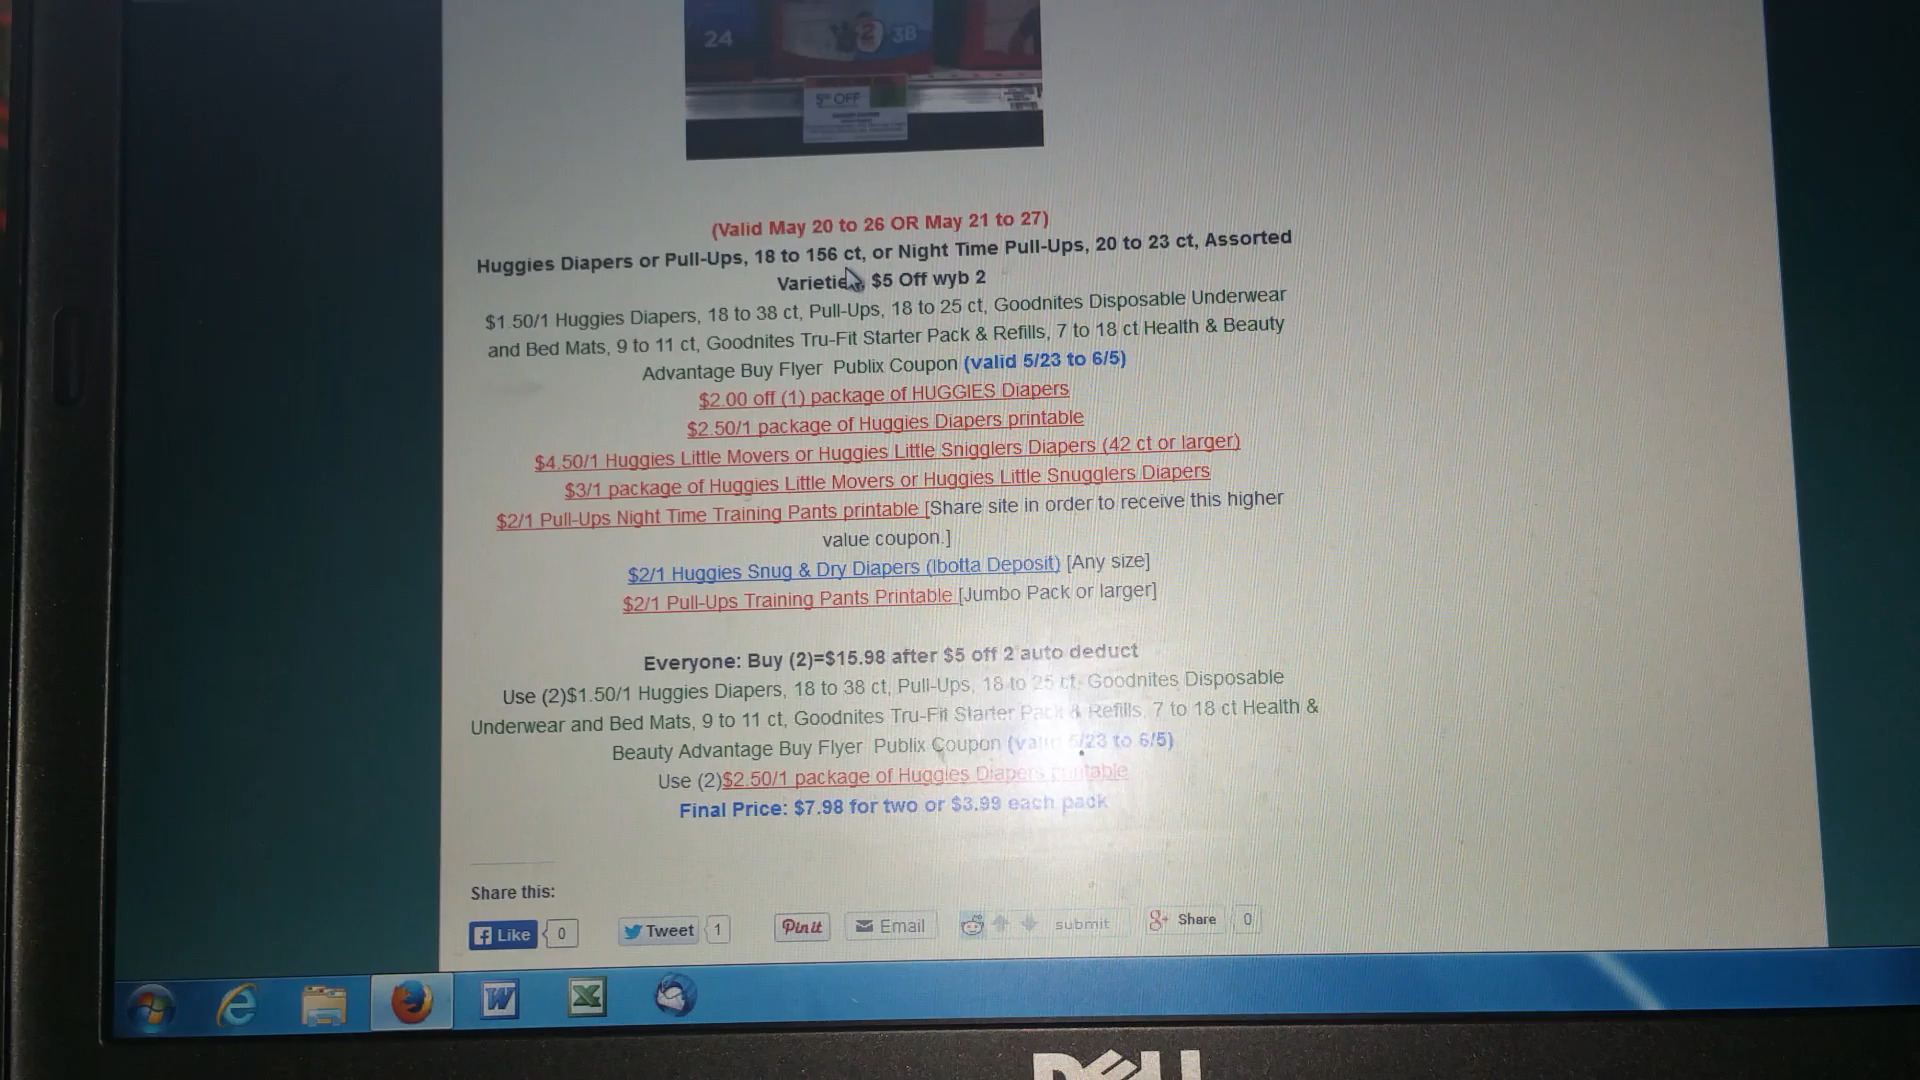 24
38
5 OFF
(Valid May 20 to 26 OR May 21 to 27)
Huggies Diapers or Pull-Ups, 18 to 156 ct, or Night Time Pull-Ups, 20 to 23 ct, Assorted
Varietie $5 Off wyb 2
$1.50/1 Huggies Diapers, 18 to 38 ct, Pull-Ups, 18 to 25 ct, Goodnites Disposable Underwear
and Bed Mats, 9 to 11 ct, Goodnites Tru-Fit Starter Pack & Refills, 7 to 18 ct Health & Beauty
Advantage Buy Flyer Publix Coupon (valid 5/23 to 6/5)
$2.00 off (1) package of HUGGIES Diapers
$2.50/1 package of Huggies Diapers printable
$4.50/1 Huggies Little Movers or Huggies Little Snigglers Diapers (42 ct or larger)
$3/1 package of Huggies Little Movers or Huggies Little Snugglers Diapers
$2/1 Pull-Ups Night Time Training Pants printable [Share site in order to receive this higher
value coupon.]
$2/1 Huggies Snug & Dry Diapers (Ibotta Deposit) [Any size]
$2/1 Pull-Ups Training Pants Printable [Jumbo Pack or larger]
Everyone: Buy (2)=$15.98 after $5 off 2 auto deduct
Use (2)$1.50/1 Huggies Diapers, 18 to 38 ct, Pull-Ups, 18 to 25 ct, Goodnites Disposable
Underwear and Bed Mats, 9 to 11 ct, Goodnites Tru-Fit Starter Pack & Refills, 7 to 18 ct Health &
Beauty Advantage Buy Flyer Publix Coupon (valid 5/23 to 6/5)
Use (2)$2.50/1 package of Huggies Diapers printable
Final Price: $7.98 for two or $3.99 each pack
Share this:
Like 0
Tweet 1
Pin it
Email
submit
Share 0
DELL